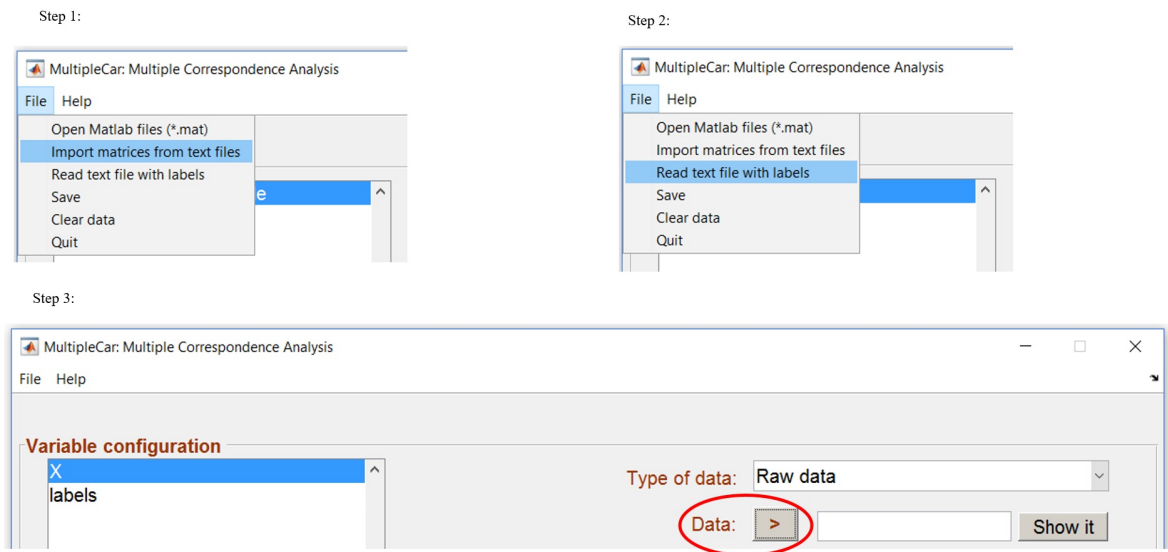 Step 1:
MultipleCar: Multiple Correspondence Analysis
File Help
Open Matlab files (*.mat)
Import matrices from text files
Read text file with labels
e
Save
Clear data
Quit
Step 2:
MultipleCar: Multiple Correspondence Analysis
File Help
Open Matlab files (*.mat)
Import matrices from text files
Read text file with labels
Save
Clear data
Quit
Step 3:
MultipleCar: Multiple Correspondence Analysis
File Help
Variable configuration
X
labels
Type of data: Raw data
Data: > Show it